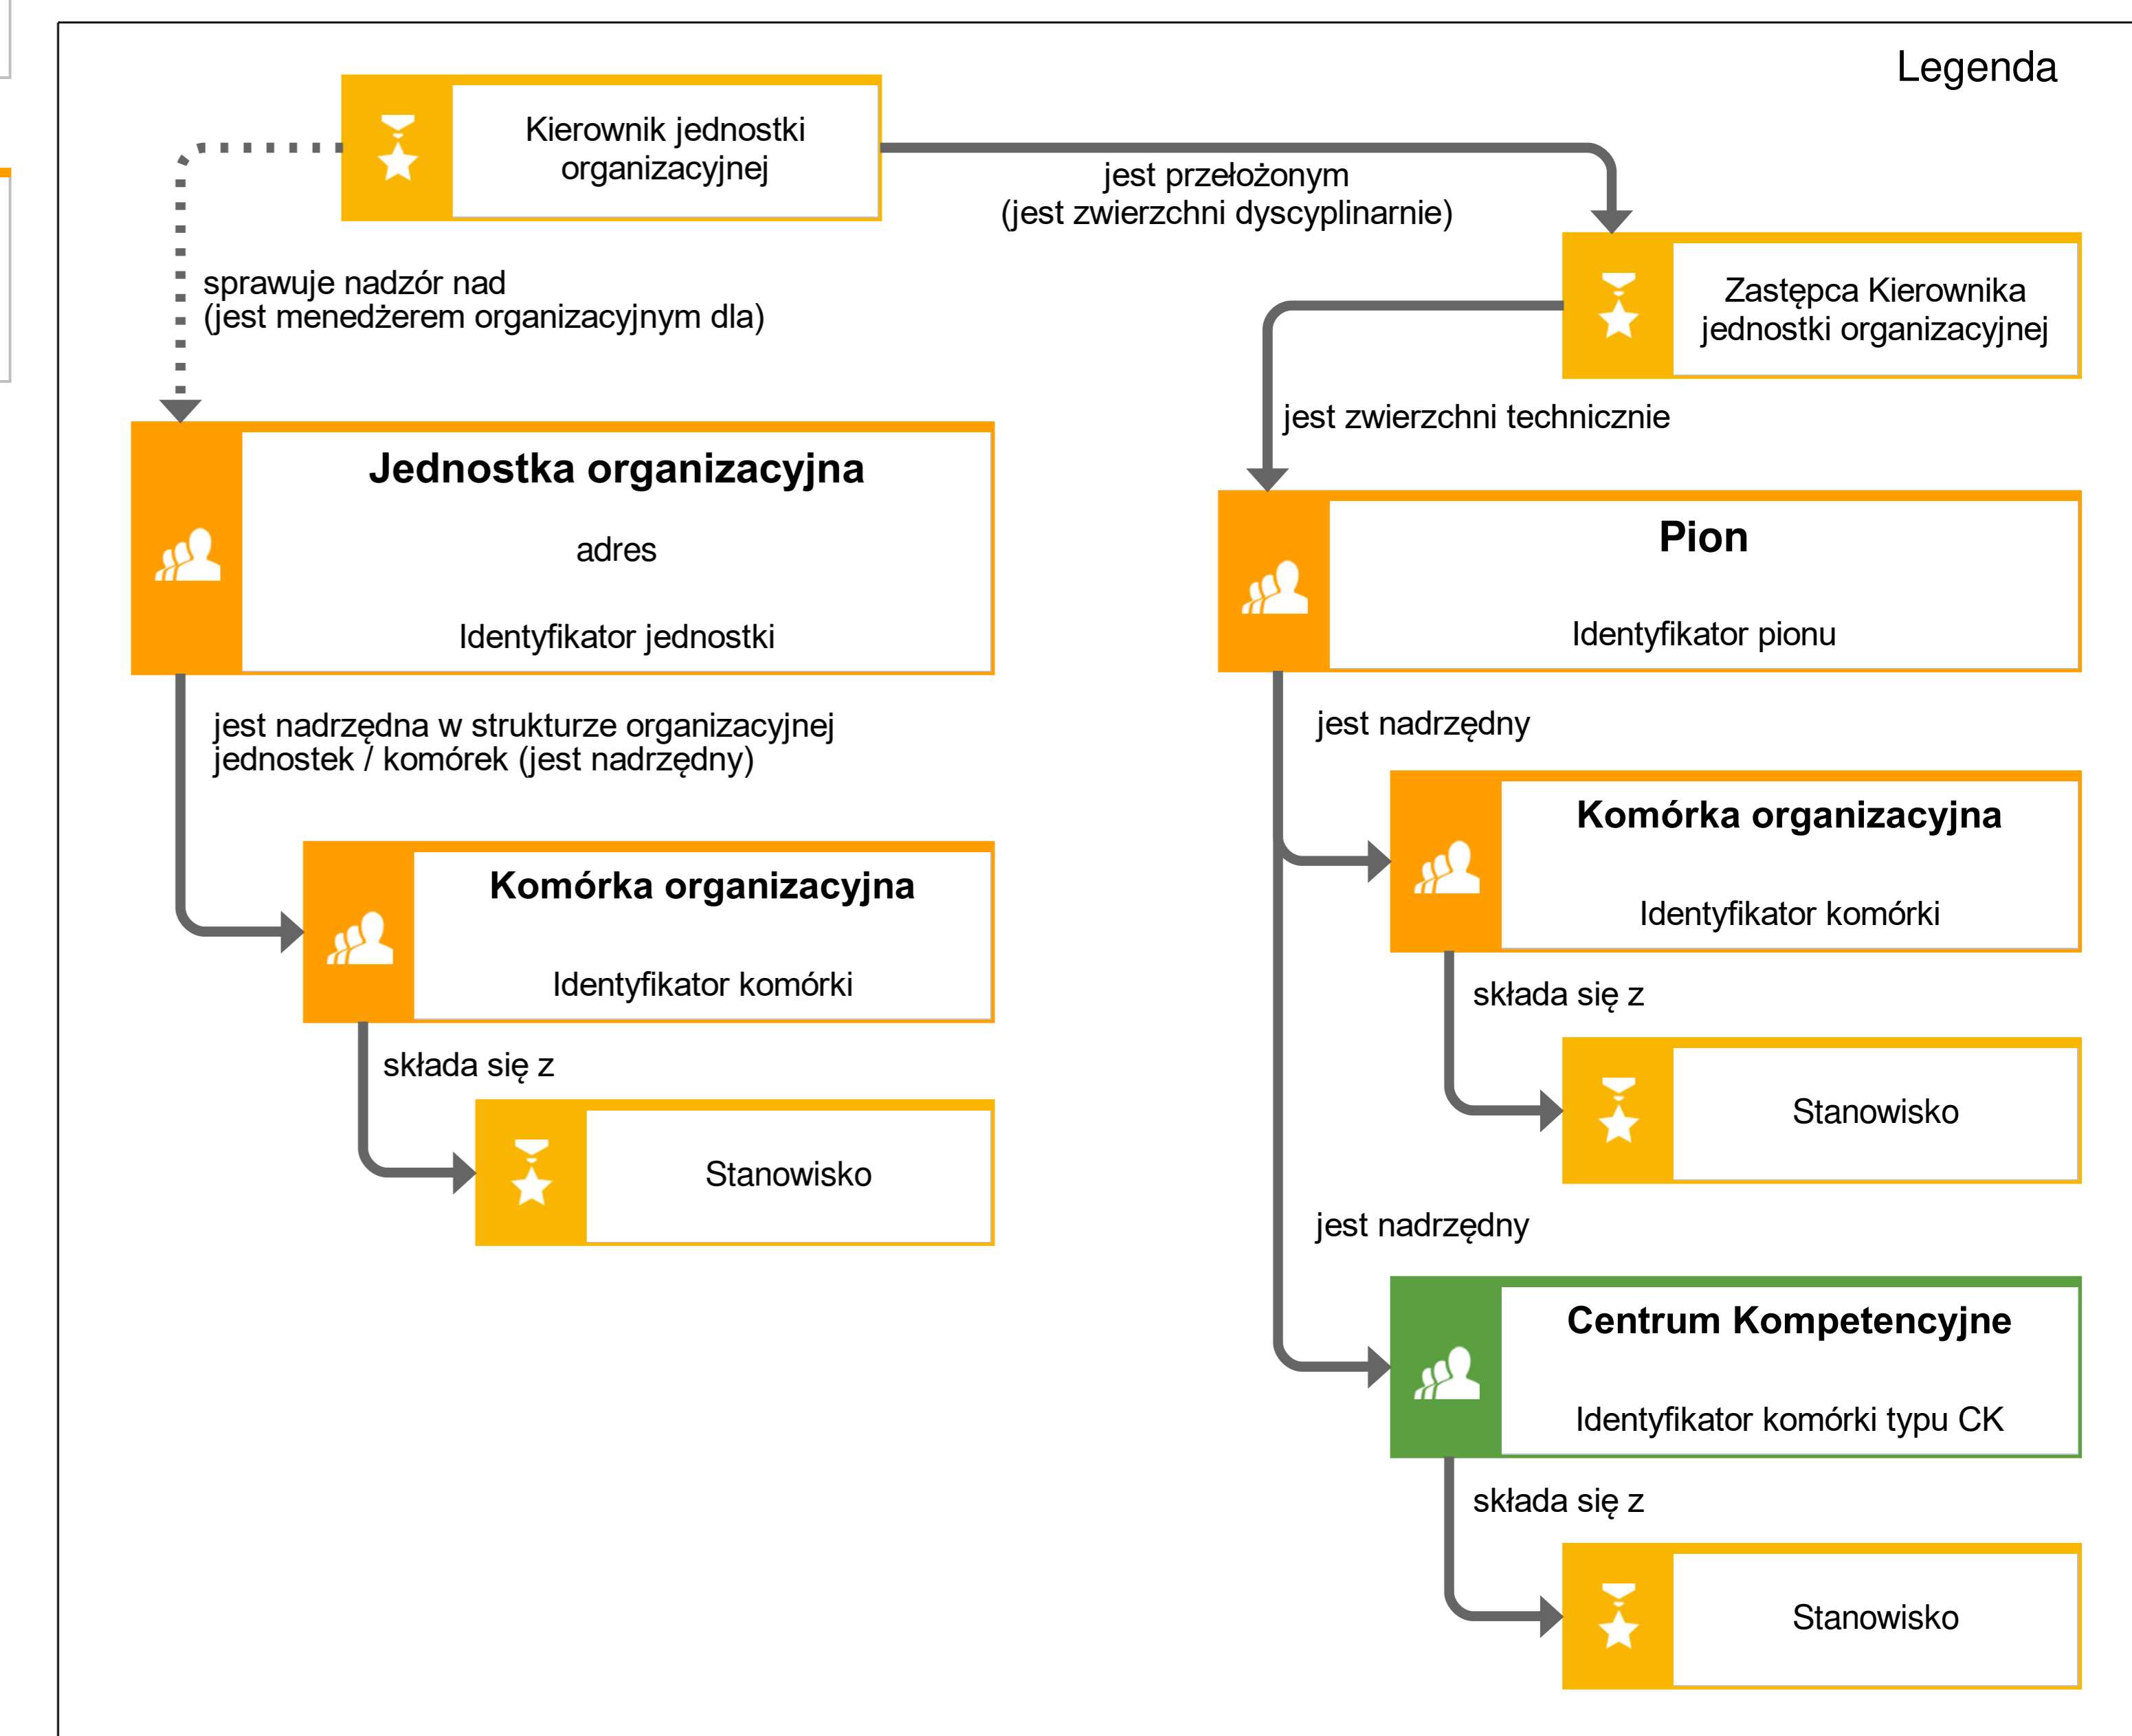 Legenda
Kierownik jednostki
organizacyjnej
jest przełożonym
(jest zwierzchni dyscyplinarnie)
sprawuje nadzór nad
(jest menedżerem organizacyjnym dla)
Zastępca Kierownika
jednostki organizacyjnej
jest zwierzchni technicznie
Jednostka organizacyjna
adres
Identyfikator jednostki
jest nadrzędna w strukturze organizacyjnej
jednostek / komórek (jest nadrzędny)
Komórka organizacyjna
Identyfikator komórki
składa się z
Stanowisko
Pion
Identyfikator pionu
jest nadrzędny
Komórka organizacyjna
Identyfikator komórki
składa się z
Stanowisko
jest nadrzędny
Centrum Kompetencyjne
Identyfikator komórki typu CK
składa się z
Stanowisko